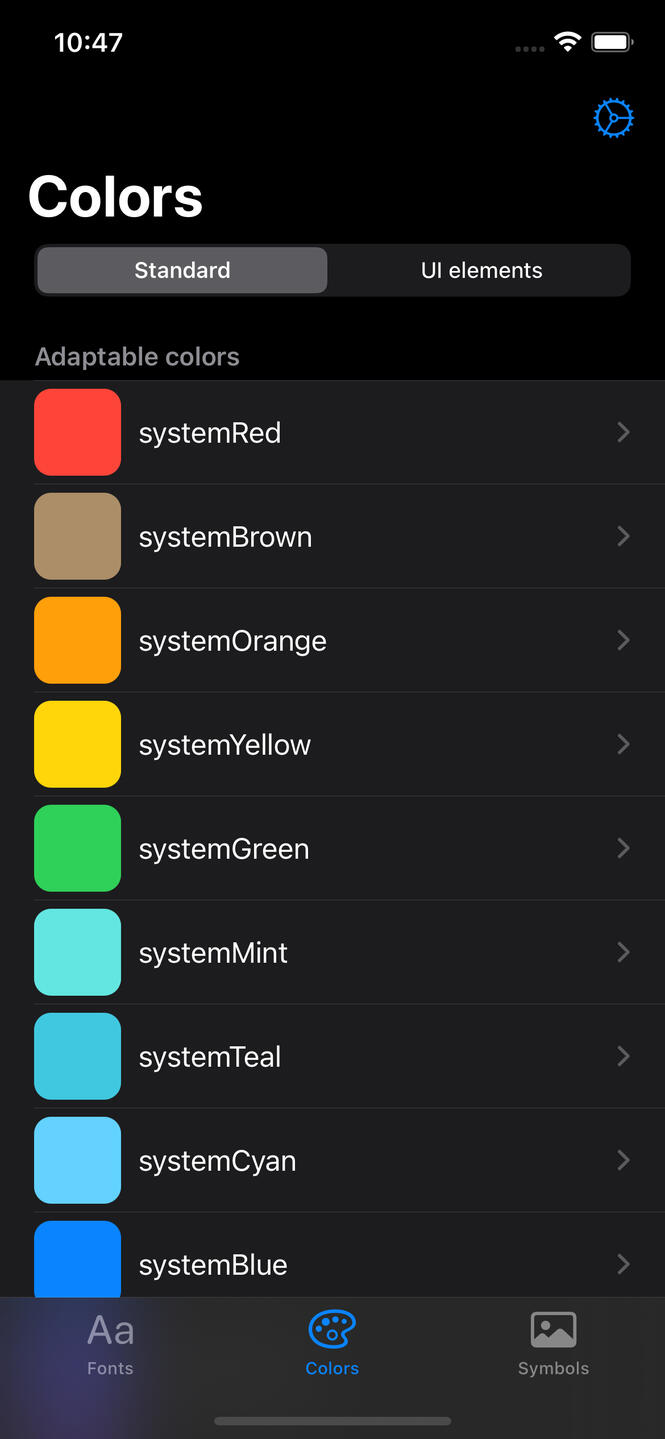 10:47
Colors
Standard
UI elements
Adaptable colors
systemRed
systemBrown
systemOrange
systemYellow
systemGreen
systemMint
systemTeal
systemCyan
systemBlue
Aa
Fonts
Colors
Symbols